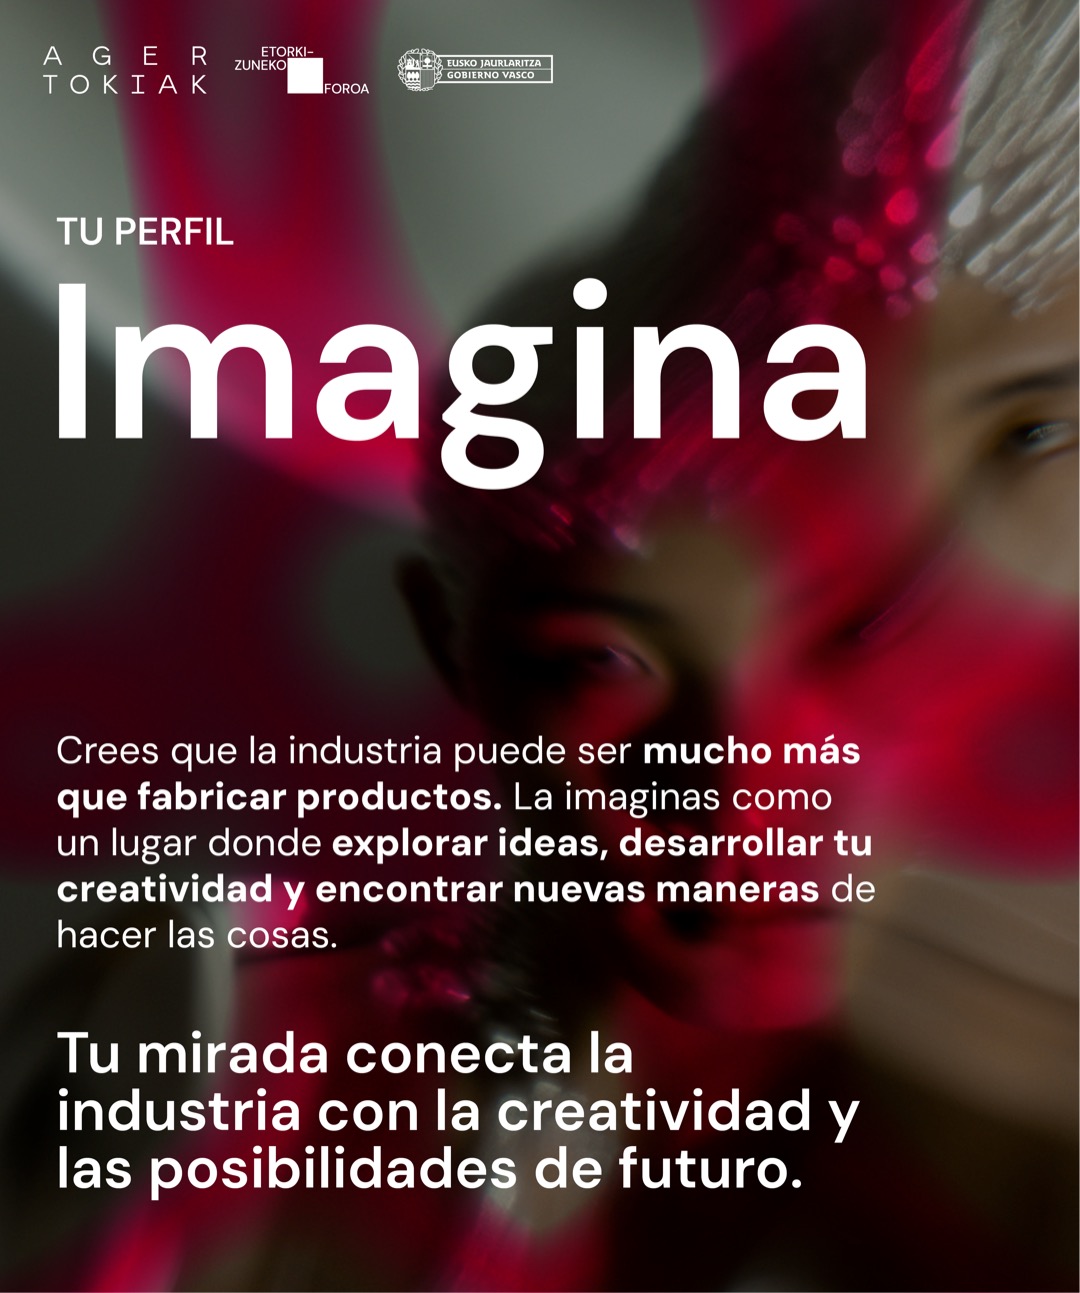 AGER
TOKIAK
ETORKI-
ZUNEKO
FOROA
EUSKO JAURLARITZA
GOBIERNO VASCO
TU PERFIL
Imagina
Crees que la industria puede ser mucho más
que fabricar productos. La imaginas como
un lugar donde explorar ideas, desarrollar tu
creatividad y encontrar nuevas maneras de
hacer las cosas.
Tu mirada conecta la
industria con la creatividad y
las posibilidades de futuro.